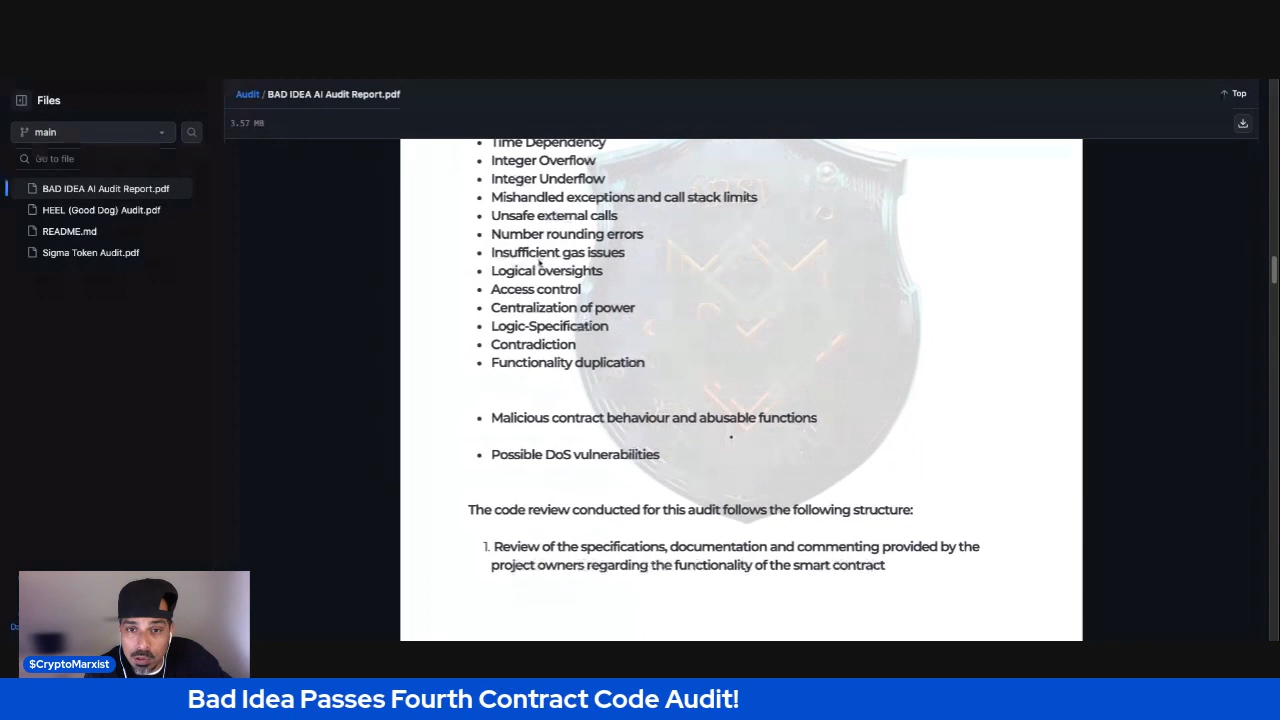 Files
Audit / BAD IDEA AI Audit Report.pdf
Top
main
3.57 MB
Go to file
BAD IDEA AI Audit Report.pdf
HEEL (Good Dog) Audit.pdf
README.md
Sigma Token Audit.pdf
Time Dependency
• Integer Overflow
• Integer Underflow
• Mishandled exceptions and call stack limits
• Unsafe external calls
• Number rounding errors
• Insufficient gas issues
• Logical oversights
• Access control
• Centralization of power
• Logic-Specification
• Contradiction
• Functionality duplication
• Malicious contract behaviour and abusable functions
• Possible DoS vulnerabilities
The code review conducted for this audit follows the following structure:
1. Review of the specifications, documentation and commenting provided by the
project owners regarding the functionality of the smart contract
$CryptoMarxist
Bad Idea Passes Fourth Contract Code Audit!